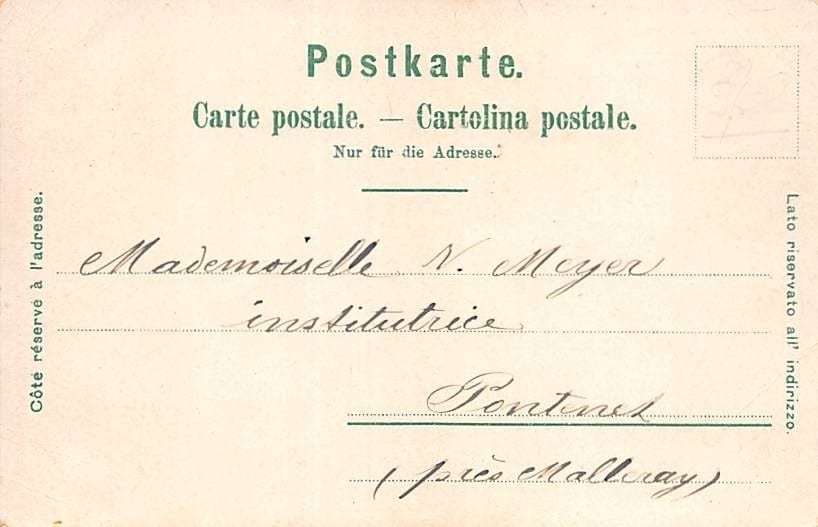 Postkarte.
Carte postale. — Cartolina postale.
Nur für die Adresse.
Côté réservé à l'adresse.
Mademoiselle N. Meyer
institutrice
Pontenet
(près Malleray)
Lato riservato all' indirizzo.